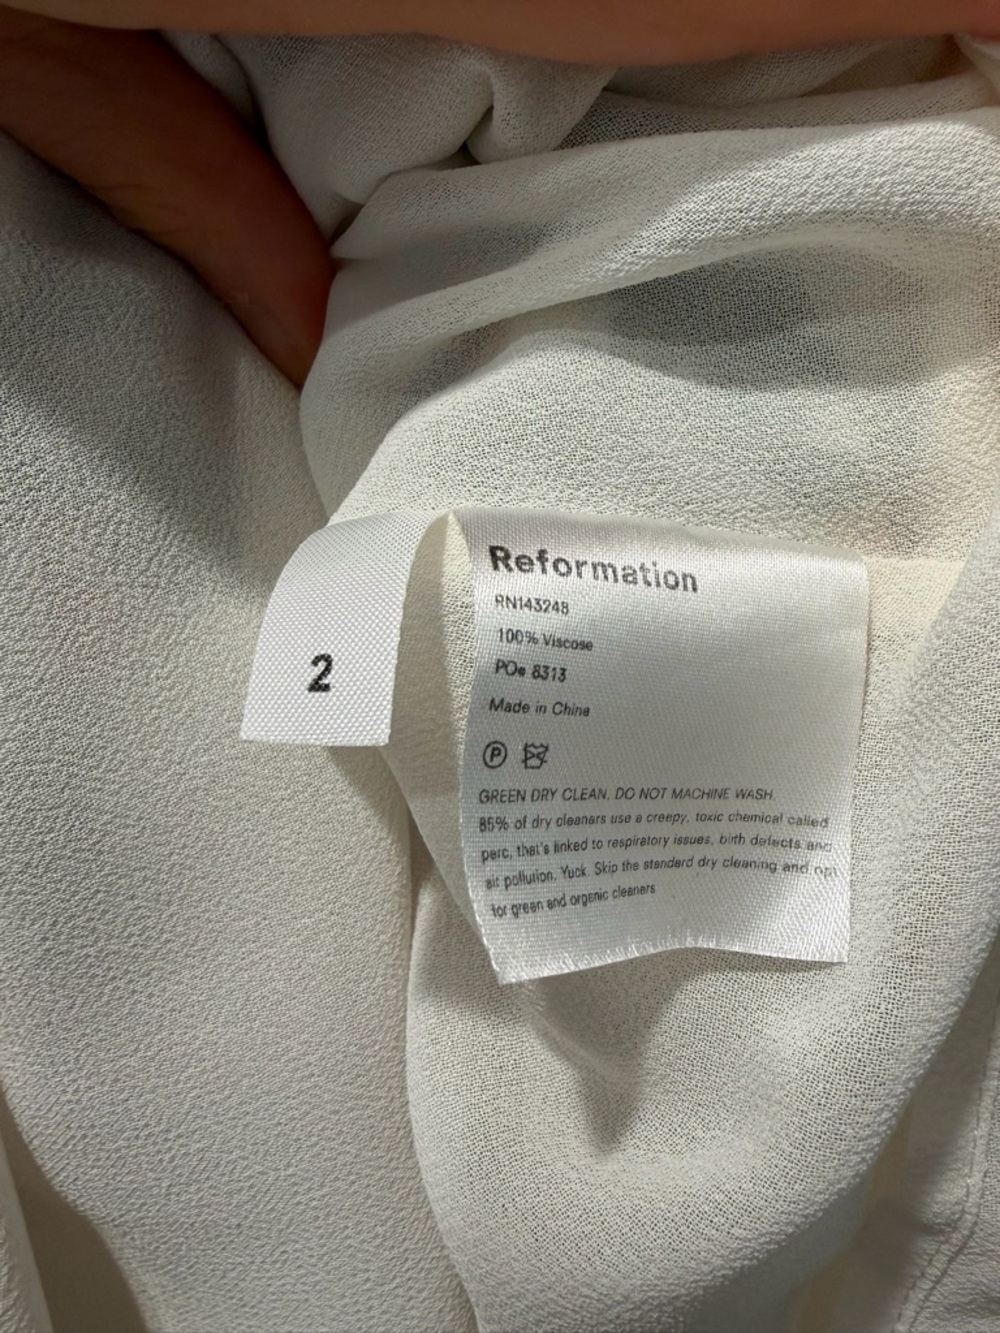 2
Reformation
RN143248
100% Viscose
PO# 8313
Made in China
P
GREEN DRY CLEAN. DO NOT MACHINE WASH.
85% of dry cleaners use a creepy, toxic chemical called
perc, that's linked to respiratory issues, birth defects and
air pollution. Yuck. Skip the standard dry cleaning and opt
for green and organic cleaners